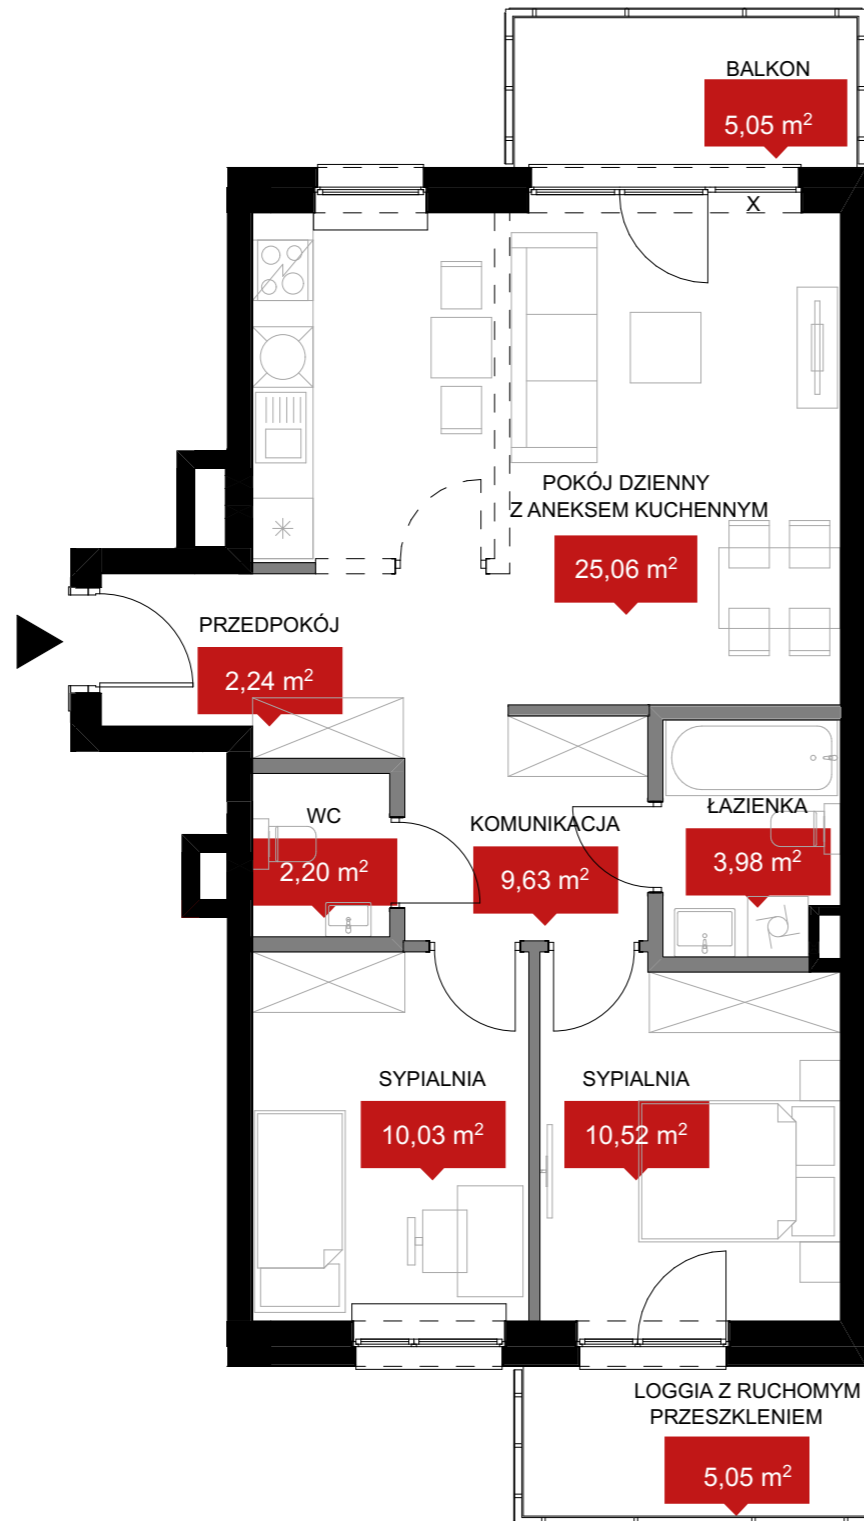 BALKON
5,05 m²
X
POKÓJ DZIENNY
Z ANEKSEM KUCHENNYM
25,06 m²
PRZEDPOKÓJ
2,24 m²
WC
2,20 m²
KOMUNIKACJA
9,63 m²
ŁAZIENKA
3,98 m²
SYPIALNIA
10,03 m²
SYPIALNIA
10,52 m²
LOGGIA Z RUCHOMYM
PRZESZKLENIEM
5,05 m²